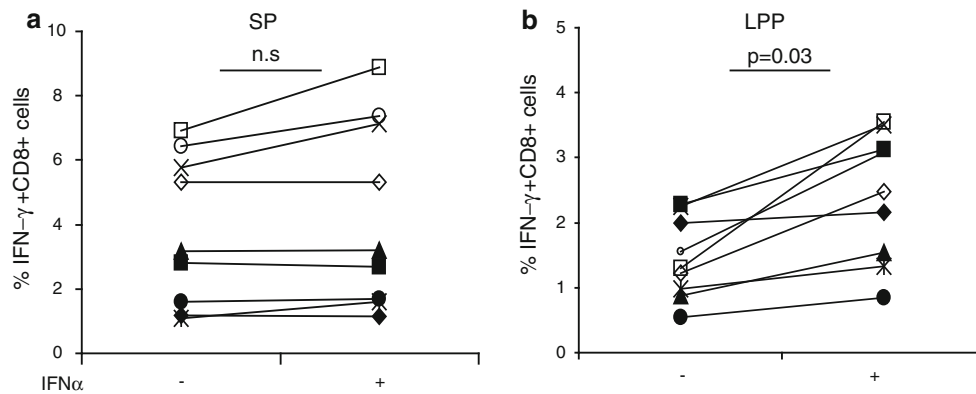 a
SP
n.s
% IFN–γ+CD8+ cells
10
8
6
4
2
0
IFNα
-
+
b
LPP
p=0.03
% IFN–γ+CD8+ cells
5
4
3
2
1
0
-
+